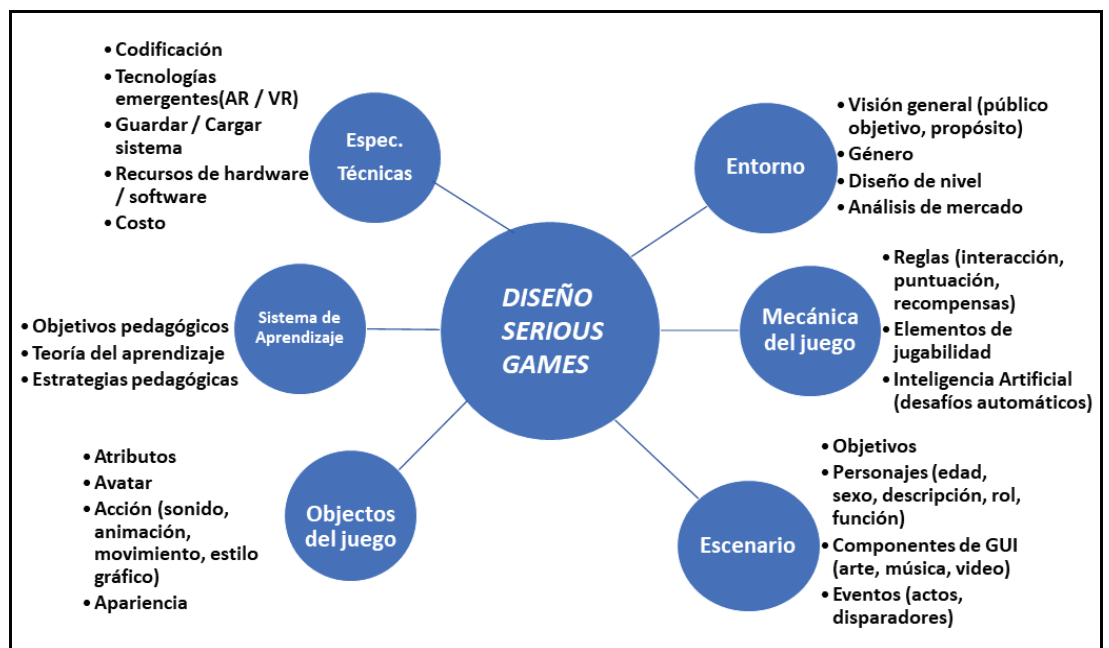 • Codificación
• Tecnologías
emergentes(AR / VR)
• Guardar / Cargar
sistema
• Recursos de hardware
/ software
• Costo
Espec.
Técnicas
Entorno
• Visión general (público
objetivo, propósito)
• Género
• Diseño de nivel
• Análisis de mercado
• Objetivos pedagógicos
• Teoría del aprendizaje
• Estrategias pedagógicas
Sistema de
Aprendizaje
DISEÑO
SERIOUS
GAMES
Mecánica
del juego
• Reglas (interacción,
puntuación,
recompensas)
• Elementos de
jugabilidad
• Inteligencia Artificial
(desafíos automáticos)
• Atributos
• Avatar
• Acción (sonido,
animación,
movimiento, estilo
gráfico)
• Apariencia
Objectos
del juego
Escenario
• Objetivos
• Personajes (edad,
sexo, descripción, rol,
función)
• Componentes de GUI
(arte, música, video)
• Eventos (actos,
disparadores)